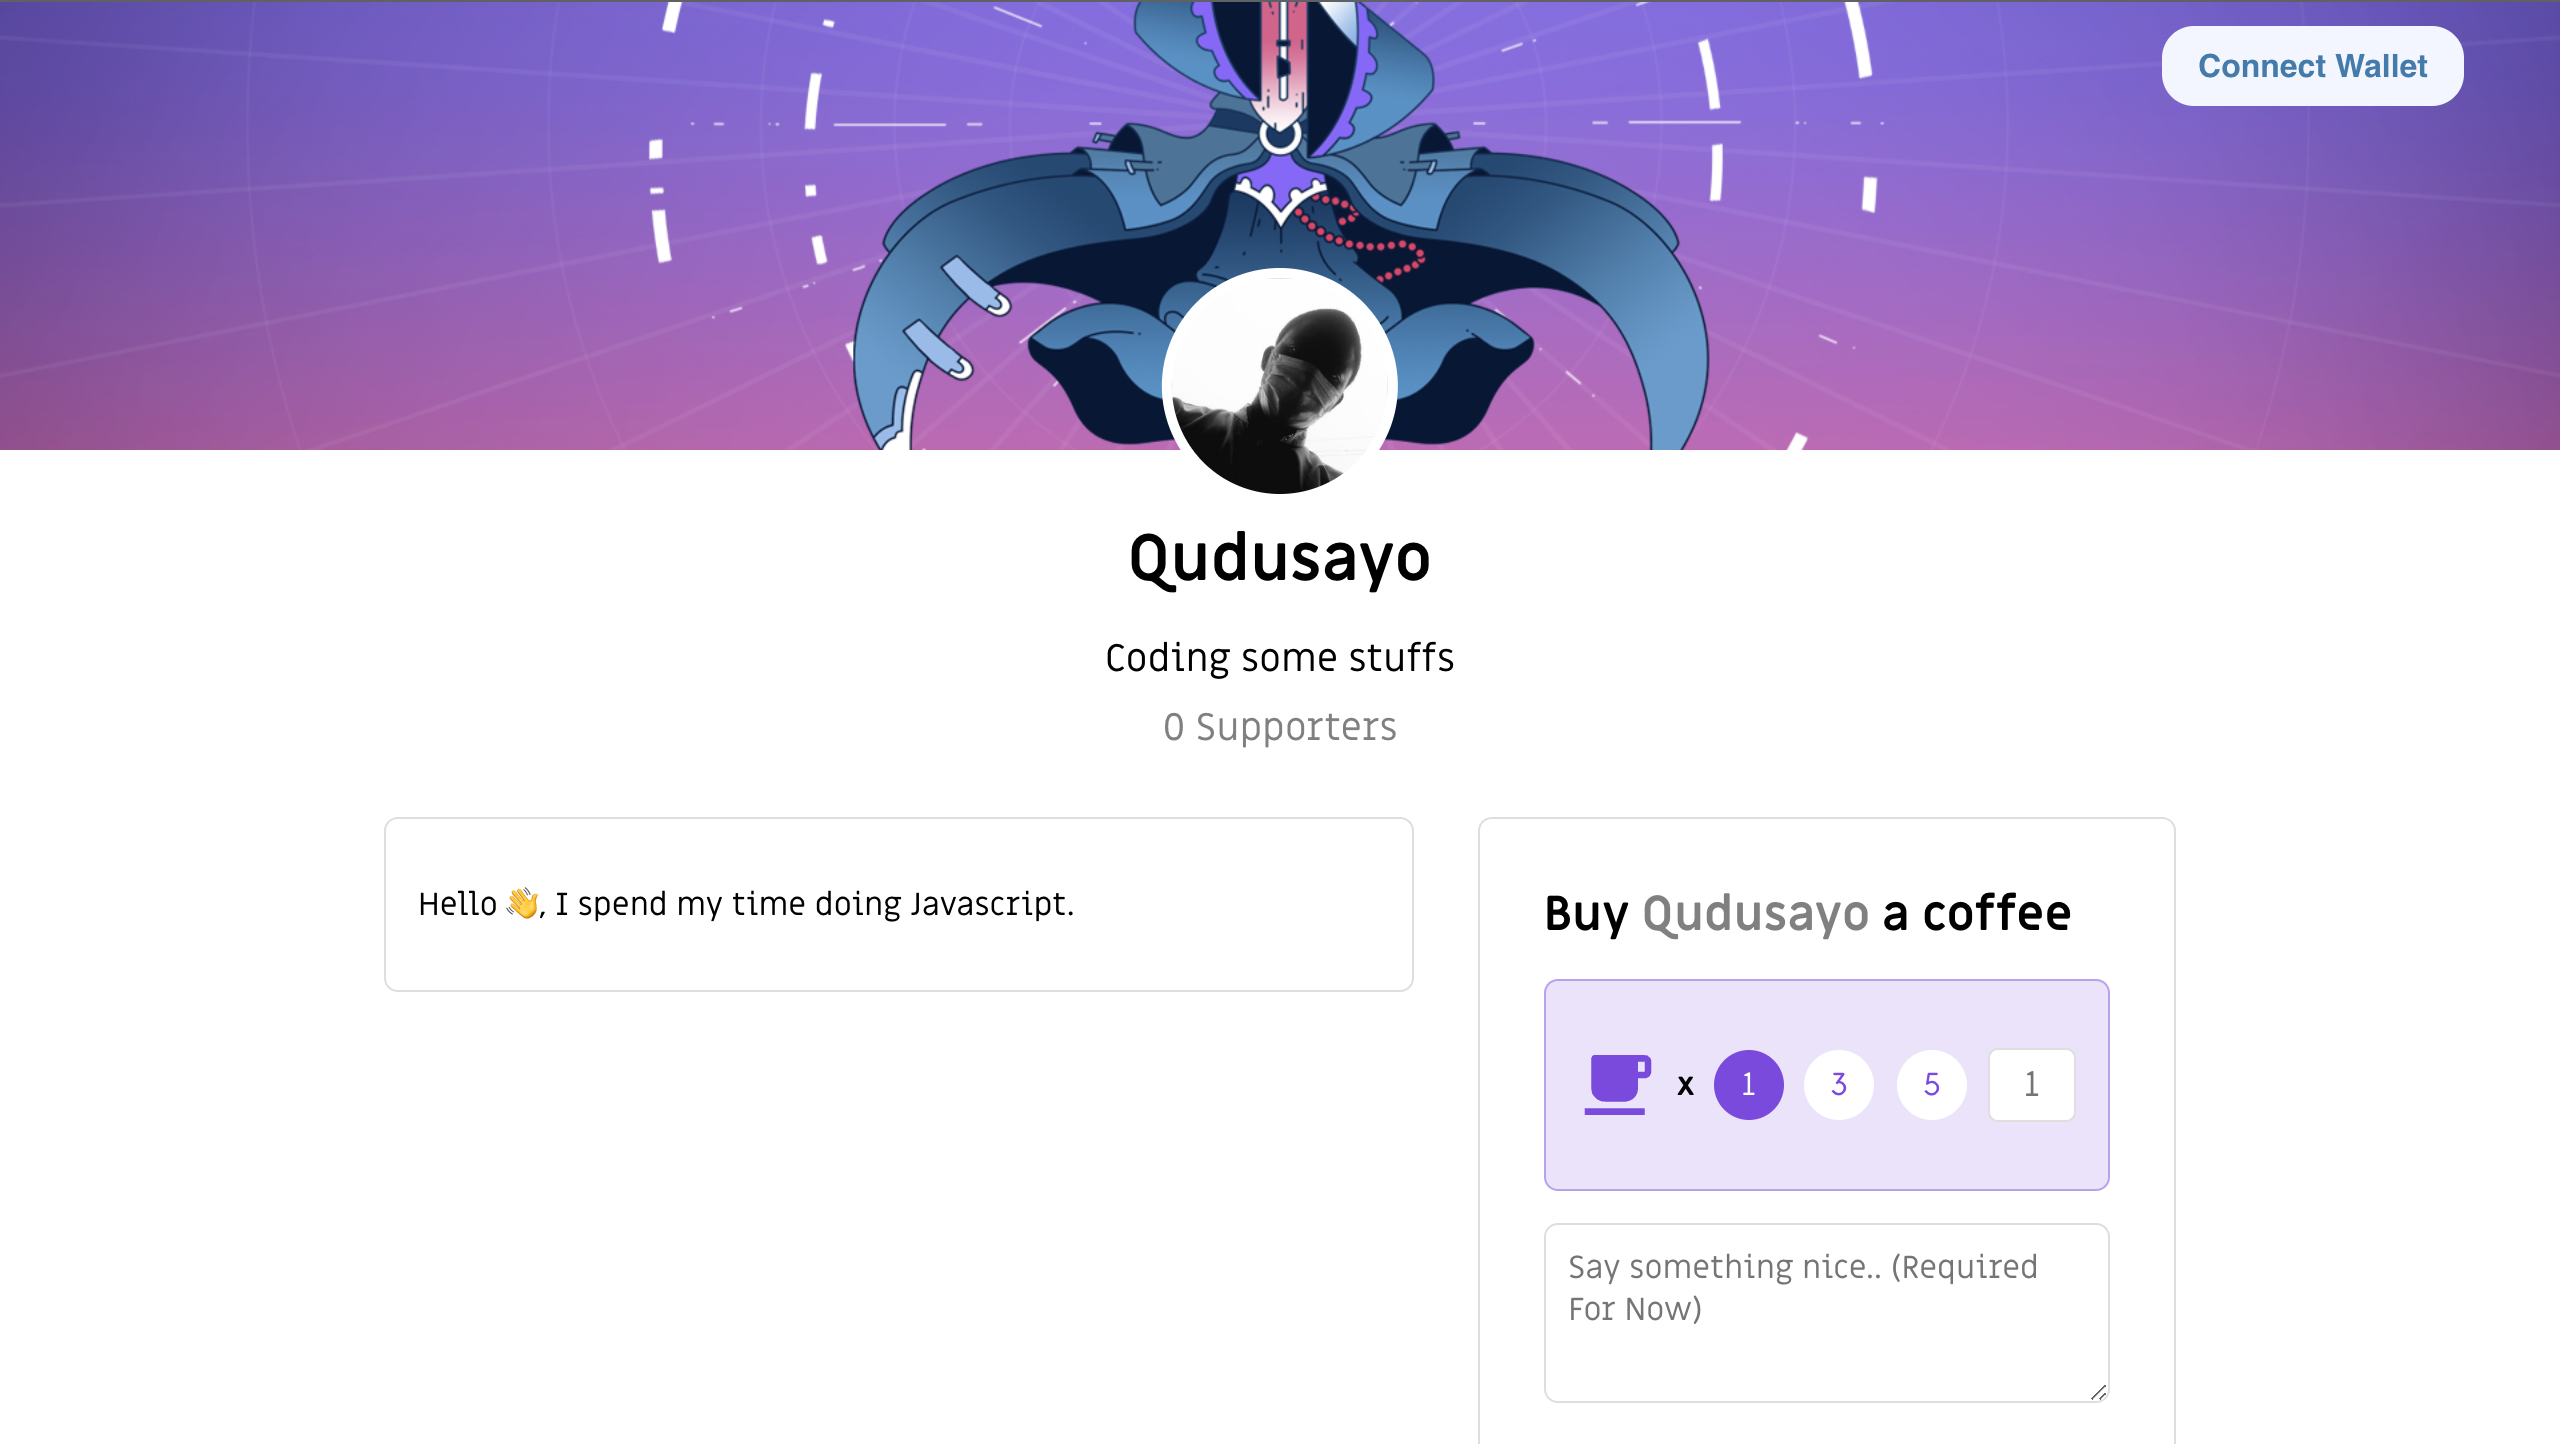 Connect Wallet
Qudusayo
Coding some stuffs
0 Supporters
Hello 👋, I spend my time doing Javascript.
Buy Qudusayo a coffee
x 1 3 5 1
Say something nice.. (Required
For Now)